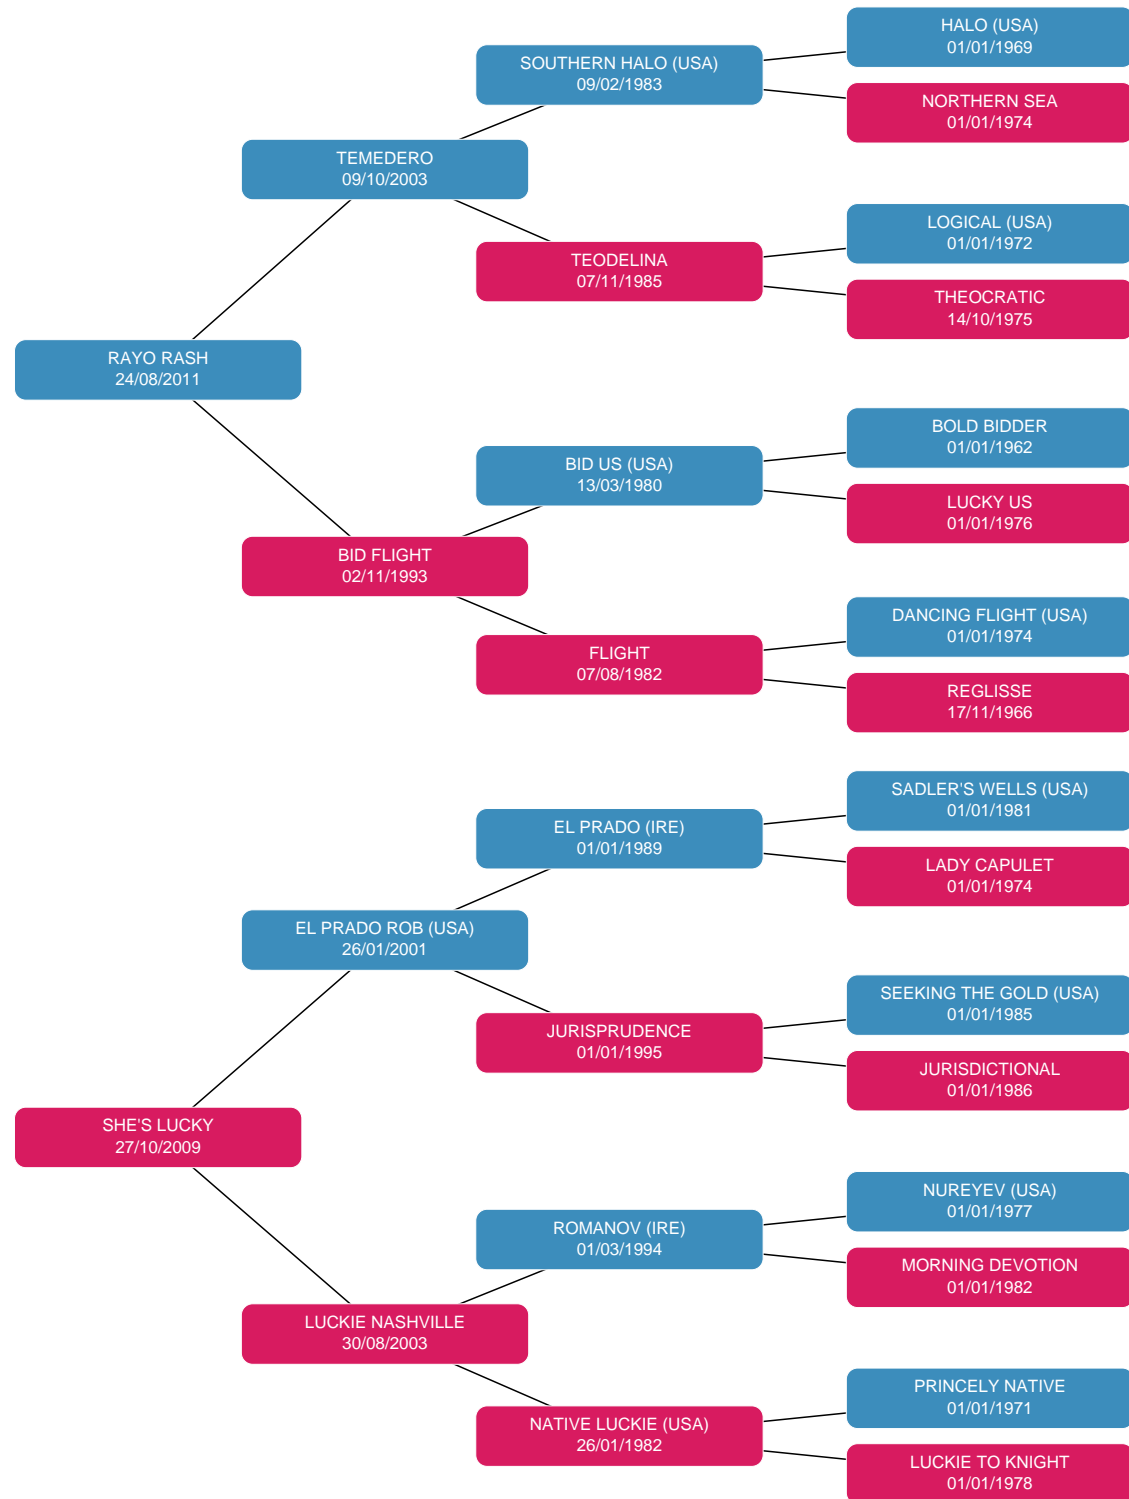 HALO (USA)
01/01/1969
SOUTHERN HALO (USA)
09/02/1983
NORTHERN SEA
01/01/1974
TEMEDERO
09/10/2003
LOGICAL (USA)
01/01/1972
TEODELINA
07/11/1985
THEOCRATIC
14/10/1975
RAYO RASH
24/08/2011
BOLD BIDDER
01/01/1962
BID US (USA)
13/03/1980
LUCKY US
01/01/1976
BID FLIGHT
02/11/1993
DANCING FLIGHT (USA)
01/01/1974
FLIGHT
07/08/1982
REGLISSE
17/11/1966
SADLER'S WELLS (USA)
01/01/1981
EL PRADO (IRE)
01/01/1989
LADY CAPULET
01/01/1974
EL PRADO ROB (USA)
26/01/2001
SEEKING THE GOLD (USA)
01/01/1985
JURISPRUDENCE
01/01/1995
JURISDICTIONAL
01/01/1986
SHE'S LUCKY
27/10/2009
NUREYEV (USA)
01/01/1977
ROMANOV (IRE)
01/03/1994
MORNING DEVOTION
01/01/1982
LUCKIE NASHVILLE
30/08/2003
PRINCELY NATIVE
01/01/1971
NATIVE LUCKIE (USA)
26/01/1982
LUCKIE TO KNIGHT
01/01/1978